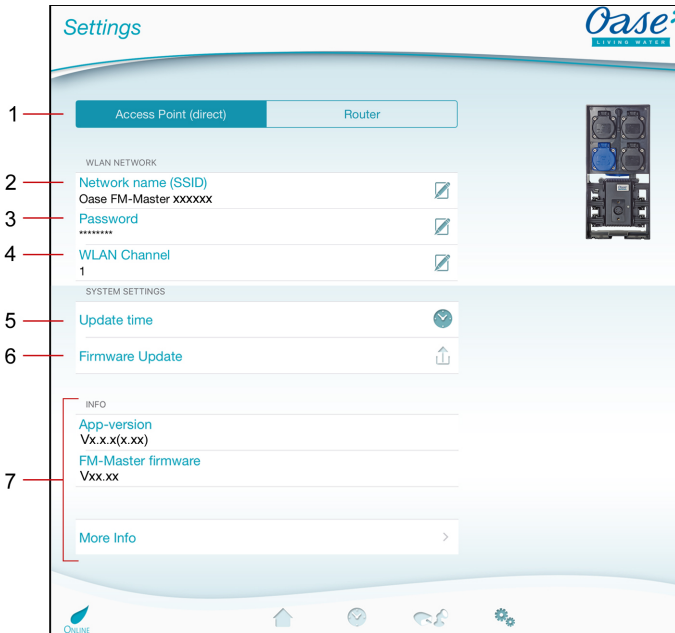 Settings
Oase
LIVING WATER
1
Access Point (direct) Router
WLAN NETWORK
2
Network name (SSID)
Oase FM-Master xxxxxx
3
Password
********
4
WLAN Channel
1
SYSTEM SETTINGS
5
Update time
6
Firmware Update
7
INFO
App-version
Vx.x.x(x.xx)
FM-Master firmware
Vxx.xx
More Info
ONLINE